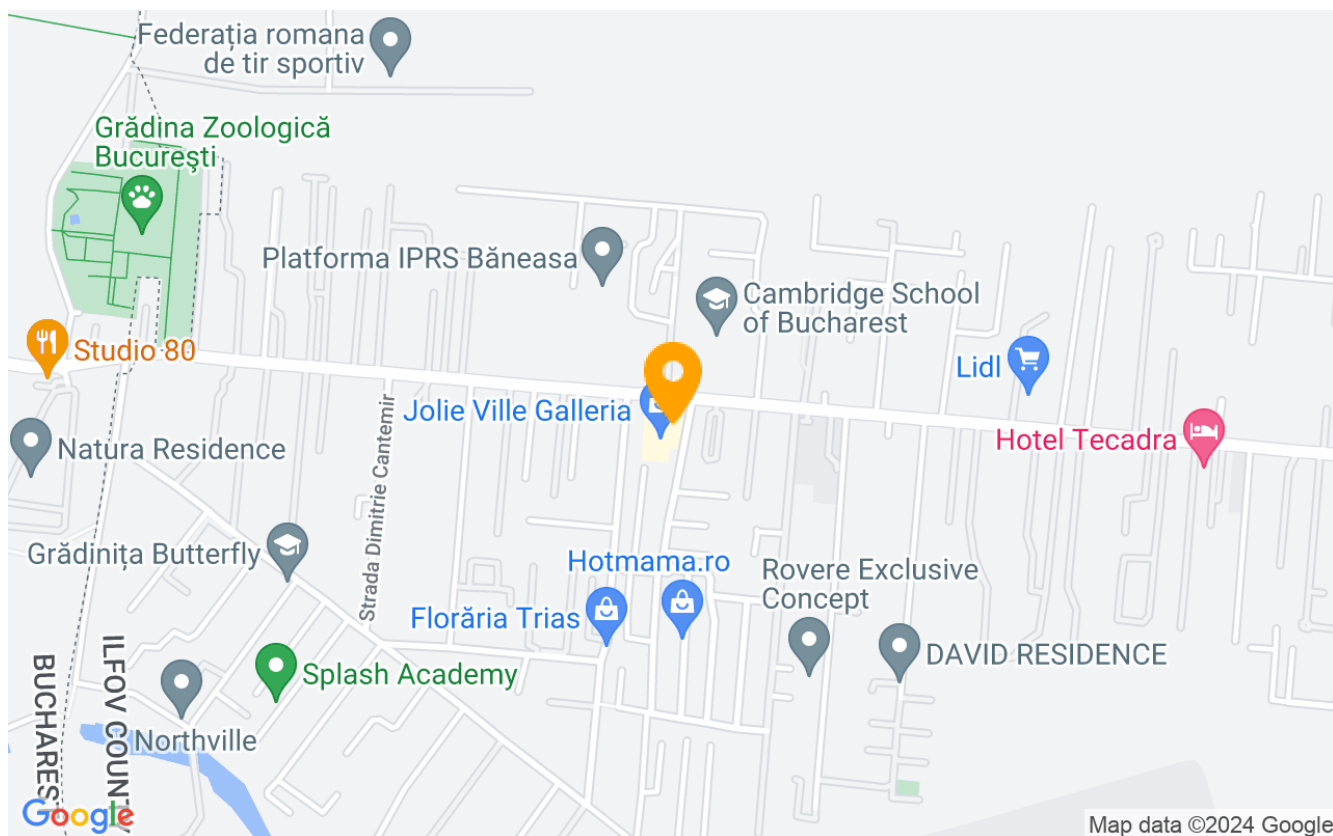 Federația romana
de tir sportiv
Grădina Zoologică
București
Platforma IPRS Băneasa
Cambridge School
of Bucharest
Studio 80
Lidl
Jolie Ville Galleria
Hotel Tecadra
Natura Residence
Strada Dimitrie Cantemir
Grădinița Butterfly
Hotmama.ro
Rovere Exclusive
Concept
Florăria Trias
DAVID RESIDENCE
Splash Academy
ILFOV COUNTY
BUCHAREST
Northville
Google
Map data ©2024 Google